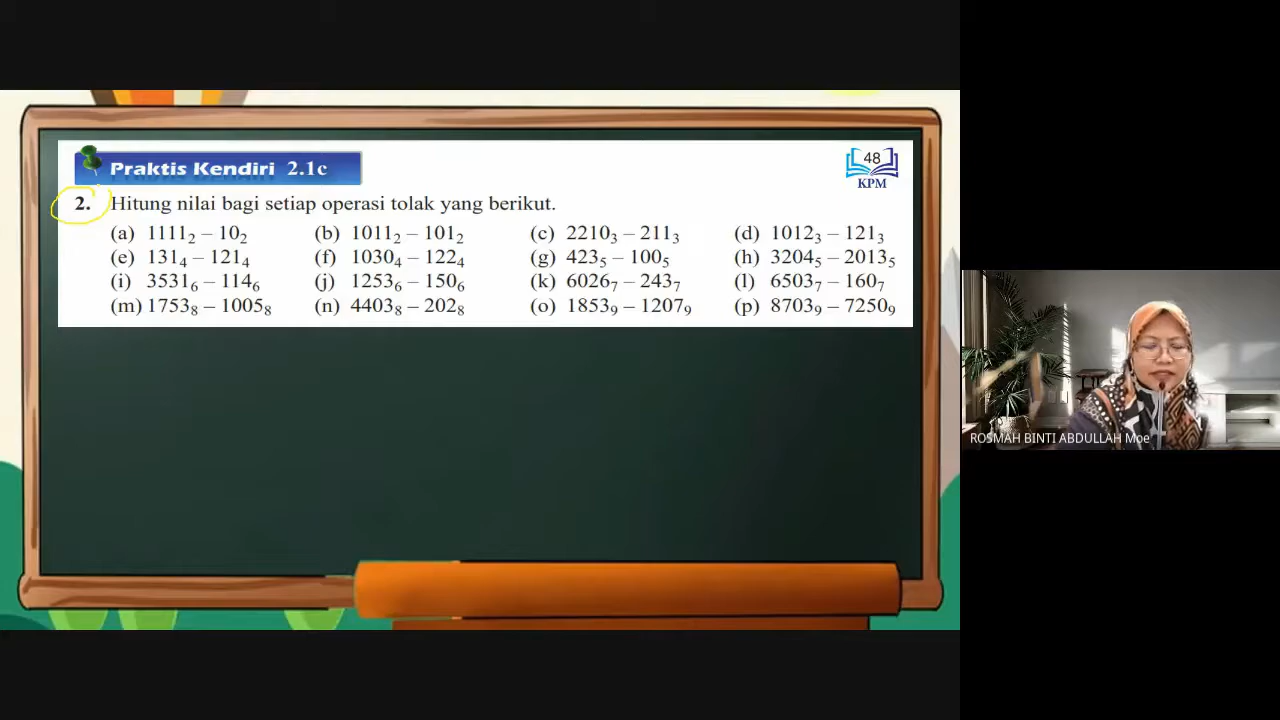 Praktis Kendiri 2.1c
48
KPM
2. Hitung nilai bagi setiap operasi tolak yang berikut.
(a) 1111₂ – 10₂ (b) 1011₂ – 101₂ (c) 2210₃ – 211₃ (d) 1012₃ – 121₃
(e) 131₄ – 121₄ (f) 1030₄ – 122₄ (g) 423₅ – 100₅ (h) 3204₅ – 2013₅
(i) 3531₆ – 114₆ (j) 1253₆ – 150₆ (k) 6026₇ – 243₇ (l) 6503₇ – 160₇
(m) 1753₈ – 1005₈ (n) 4403₈ – 202₈ (o) 1853₉ – 1207₉ (p) 8703₉ – 7250₉
ROSMAH BINTI ABDULLAH Moe